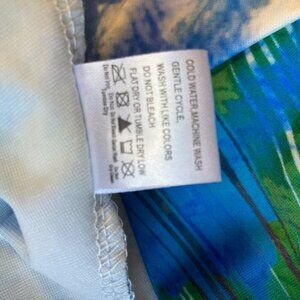 COLD WATER, MACHINE WASH
GENTLE CYCLE,
WASH WITH LIKE COLORS
DO NOT BLEACH
FLAT DRY OR TUMBLE DRY LOW